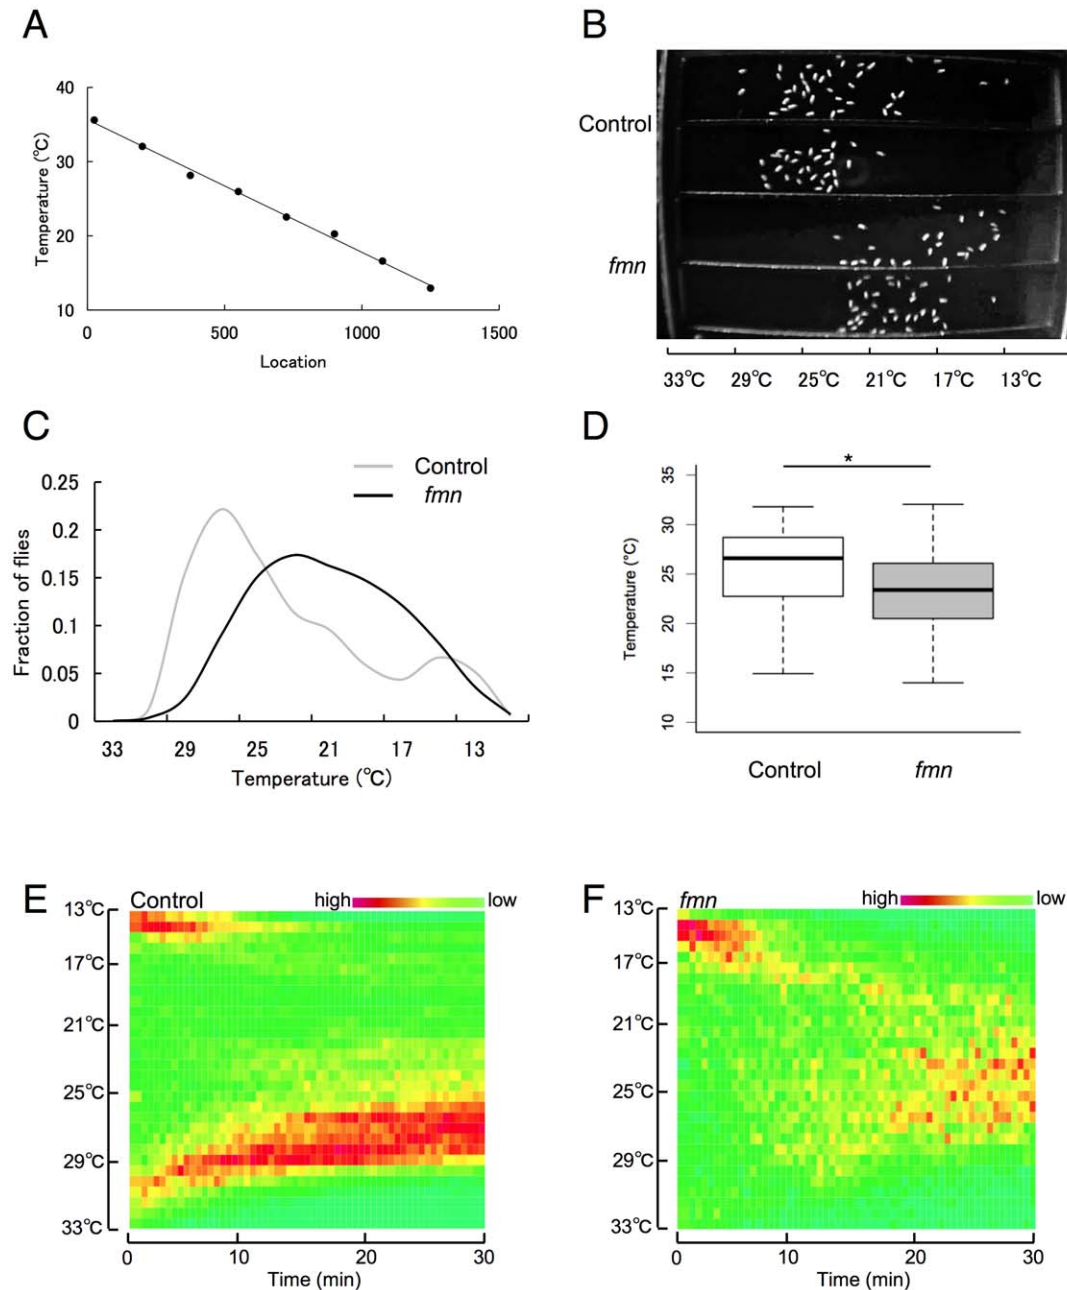 A
Temperature (°C)
40
30
20
10
0
500
1000
1500
Location
B
Control
fmn
33°C
29°C
25°C
21°C
17°C
13°C
C
Control
fmn
Fraction of flies
0.25
0.2
0.15
0.1
0.05
0
33
29
25
21
17
13
Temperature (°C)
D
*
Temperature (°C)
35
30
25
20
15
10
Control
fmn
E
Control
high
low
13°C
17°C
21°C
25°C
29°C
33°C
0
10
20
30
Time (min)
F
fmn
high
low
13°C
17°C
21°C
25°C
29°C
33°C
0
10
20
30
Time (min)